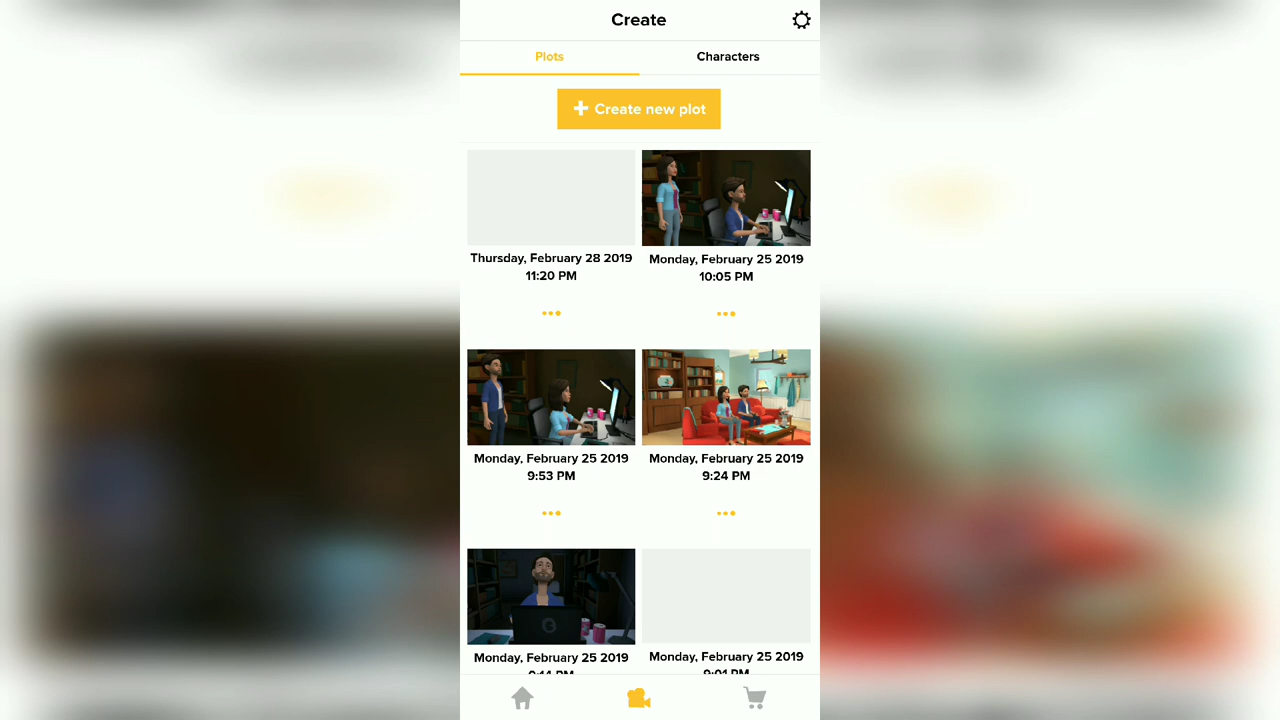 Create
Plots
Characters
Create new plot
Thursday, February 28 2019
11:20 PM
Monday, February 25 2019
10:05 PM
Monday, February 25 2019
9:53 PM
Monday, February 25 2019
9:24 PM
Monday, February 25 2019
Monday, February 25 2019